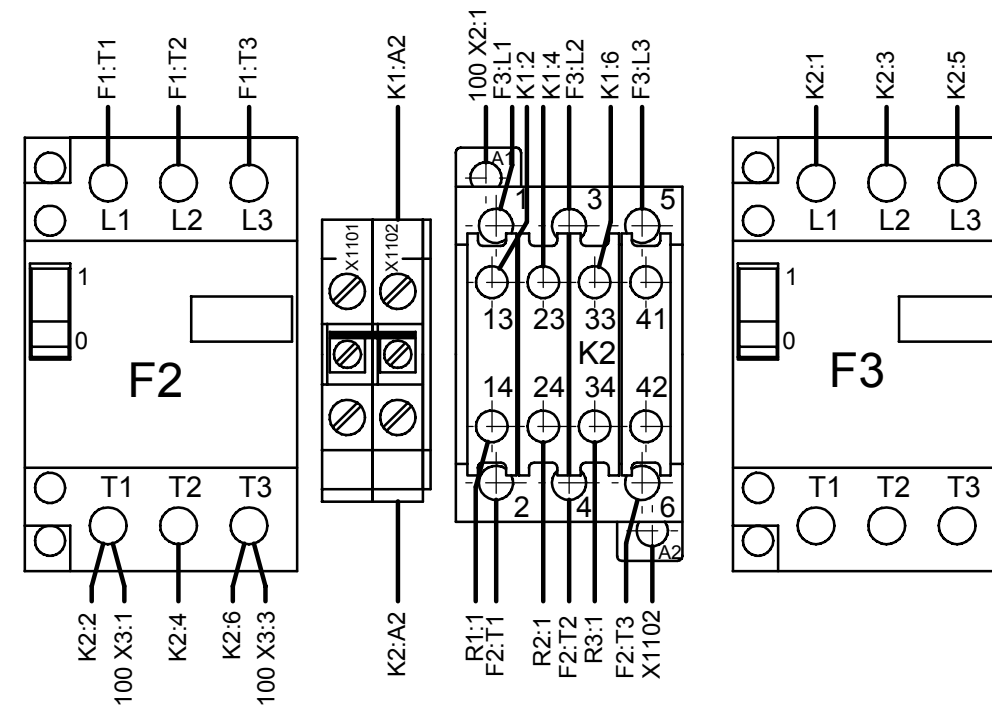 F1:T1
F1:T2
F1:T3
K1:A2
100 X2:1
F3:L1
K1:2
K1:4
F3:L2
K1:6
F3:L3
K2:1
K2:3
K2:5
L1 L2 L3
1
0
F2
T1 T2 T3
K2:2
100 X3:1
K2:4
K2:6
100 X3:3
X1101
X1102
K2:A2
A1
1 3 5
13 23 33 41
K2
14 24 34 42
2 4 6
A2
R1:1
F2:T1
R2:1
F2:T2
R3:1
F2:T3
X1102
L1 L2 L3
1
0
F3
T1 T2 T3